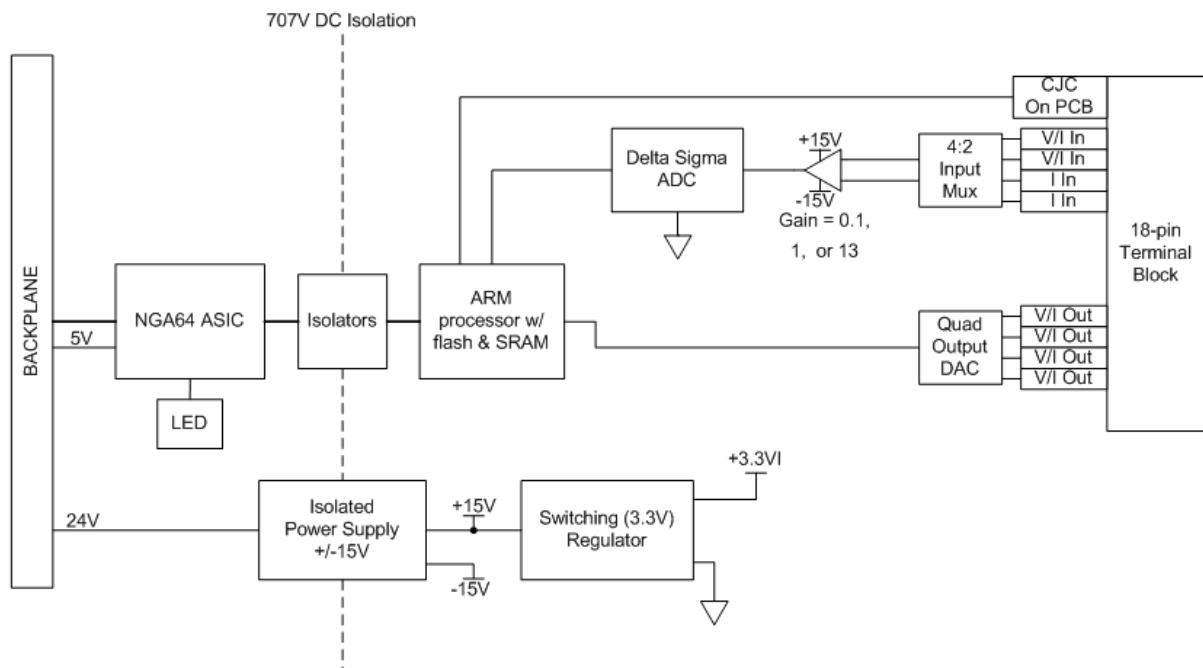 707V DC Isolation
BACKPLANE
5V
24V
NGA64 ASIC
LED
Isolators
ARM
processor w/
flash & SRAM
Delta Sigma
ADC
+15V
-15V
Gain = 0.1,
1, or 13
4:2
Input
Mux
CJC
On PCB
V/I In
V/I In
I In
I In
18-pin
Terminal
Block
Quad
Output
DAC
V/I Out
V/I Out
V/I Out
V/I Out
Isolated
Power Supply
+/-15V
+15V
-15V
Switching (3.3V)
Regulator
+3.3VI